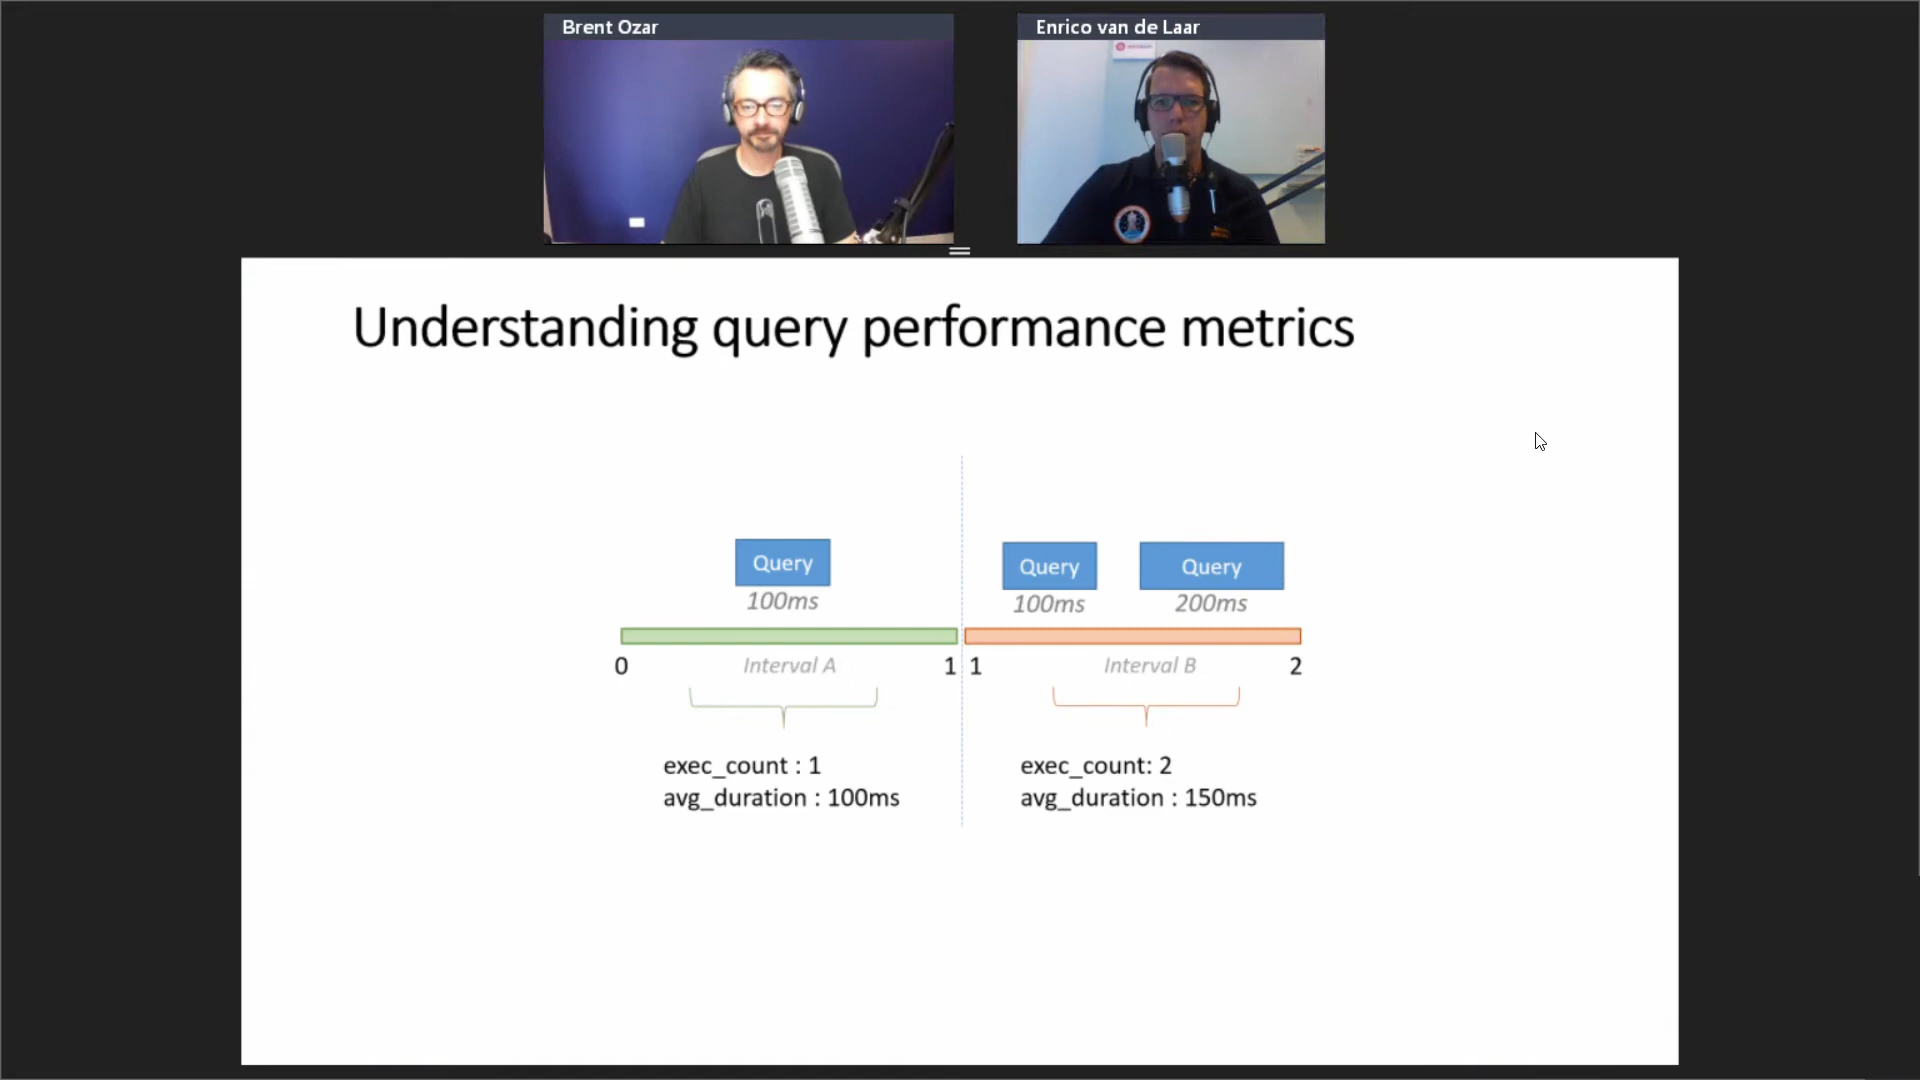 Brent Ozar
Enrico van de Laar
Understanding query performance metrics
Query
Query
Query
100ms
100ms
200ms
0
Interval A
1
1
Interval B
2
exec_count : 1
avg_duration : 100ms
exec_count: 2
avg_duration : 150ms